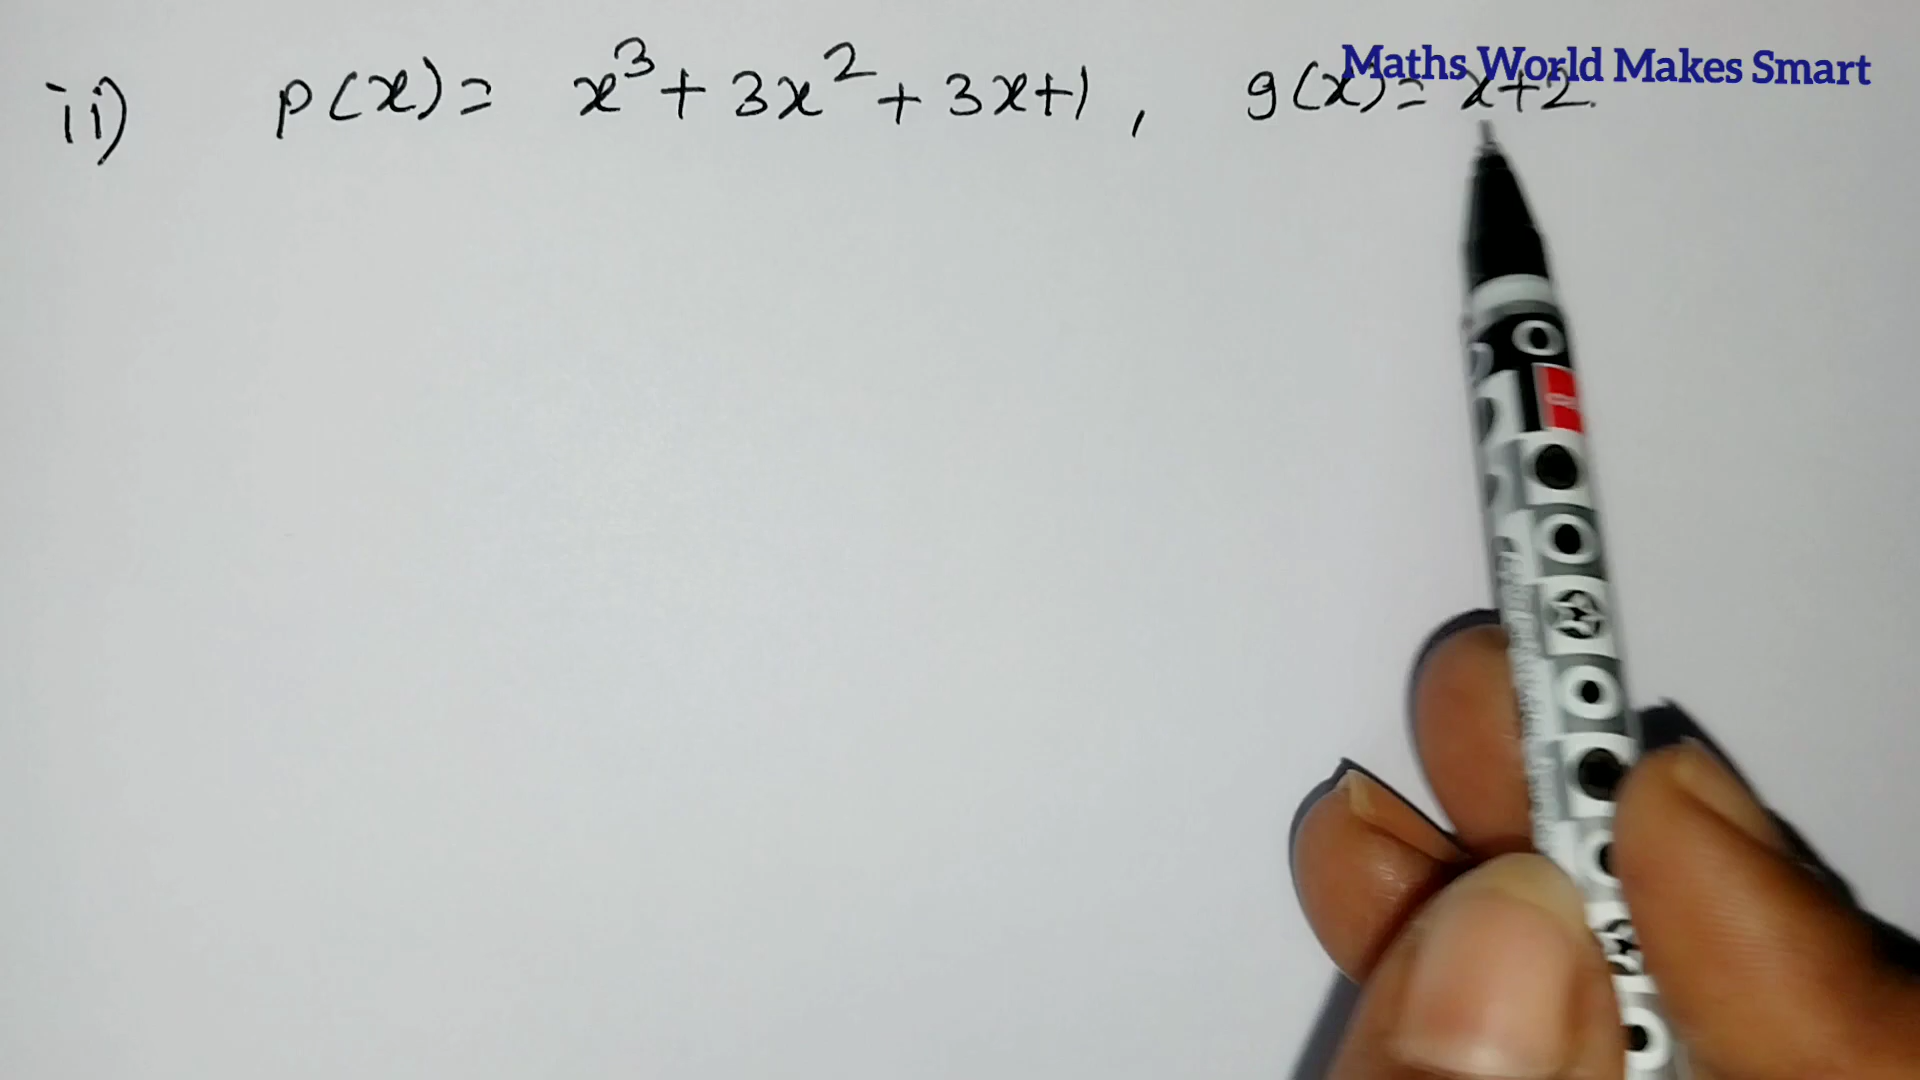 Maths World Makes Smart
ii) p(x) = x³ + 3x² + 3x+1 , g(x) = x+2.